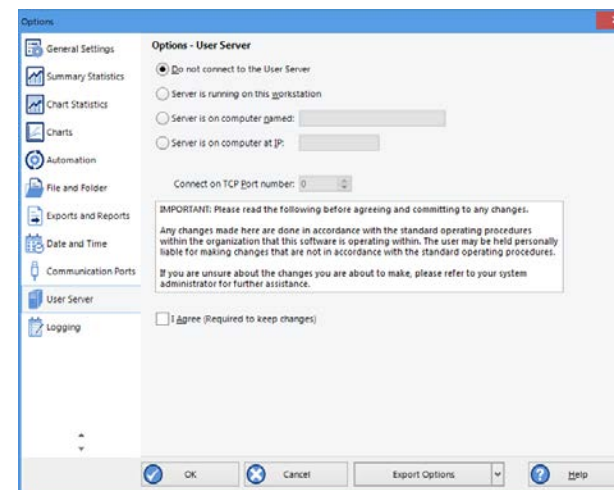 Options
General Settings
Summary Statistics
Chart Statistics
Charts
Automation
File and Folder
Exports and Reports
Date and Time
Communication Ports
User Server
Logging
Options - User Server
Do not connect to the User Server
Server is running on this workstation
Server is on computer named:
Server is on computer at IP:
Connect on TCP Port number: 0
IMPORTANT: Please read the following before agreeing and committing to any changes.
Any changes made here are done in accordance with the standard operating procedures
within the organization that this software is operating within. The user may be held personally
liable for making changes that are not in accordance with the standard operating procedures.
If you are unsure about the changes you are about to make, please refer to your system
administrator for further assistance.
I Agree (Required to keep changes)
OK
Cancel
Export Options
Help